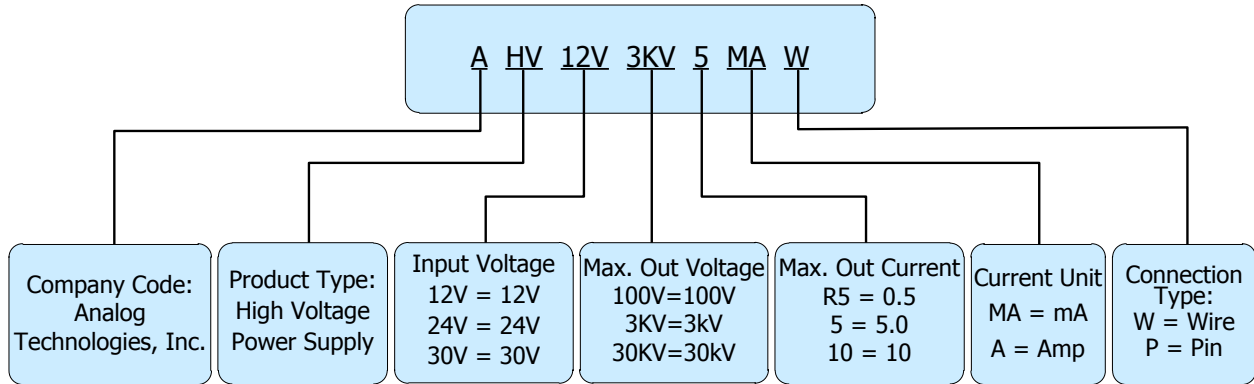 A HV 12V 3KV 5 MA W
Company Code:
Analog
Technologies, Inc.
Product Type:
High Voltage
Power Supply
Input Voltage
12V = 12V
24V = 24V
30V = 30V
Max. Out Voltage
100V=100V
3KV=3kV
30KV=30kV
Max. Out Current
R5 = 0.5
5 = 5.0
10 = 10
Current Unit
MA = mA
A = Amp
Connection
Type:
W = Wire
P = Pin